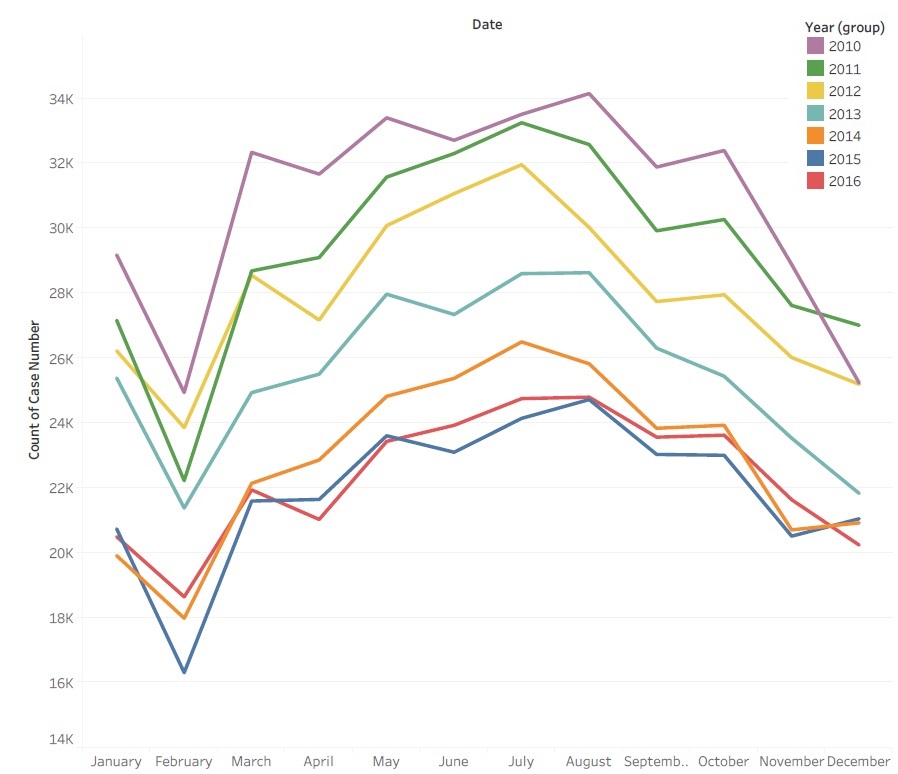 Date
Year (group)
2010
2011
2012
2013
2014
2015
2016
Count of Case Number
34K
32K
30K
28K
26K
24K
22K
20K
18K
16K
14K
January February March April May June July August Septemb.. October November December